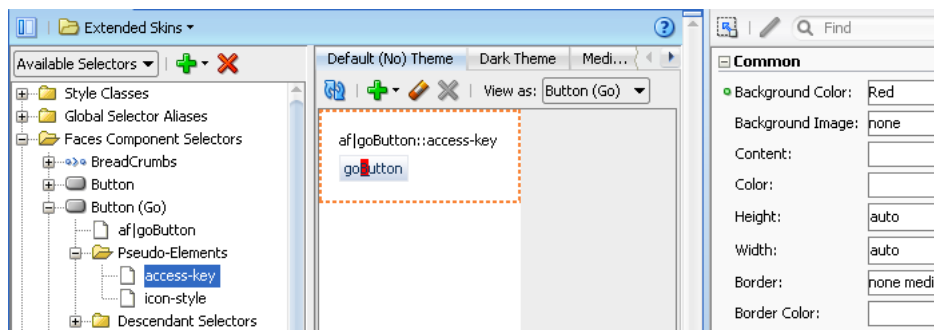 Extended Skins
Available Selectors
Style Classes
Global Selector Aliases
Faces Component Selectors
BreadCrumbs
Button
Button (Go)
af|goButton
Pseudo-Elements
access-key
icon-style
Descendant Selectors
?
Default (No) Theme
Dark Theme
Medi...
View as:
Button (Go)
af|goButton::access-key
goButton
Find
Common
Background Color:
Red
Background Image:
none
Content:
Color:
Height:
auto
Width:
auto
Border:
none medi
Border Color: